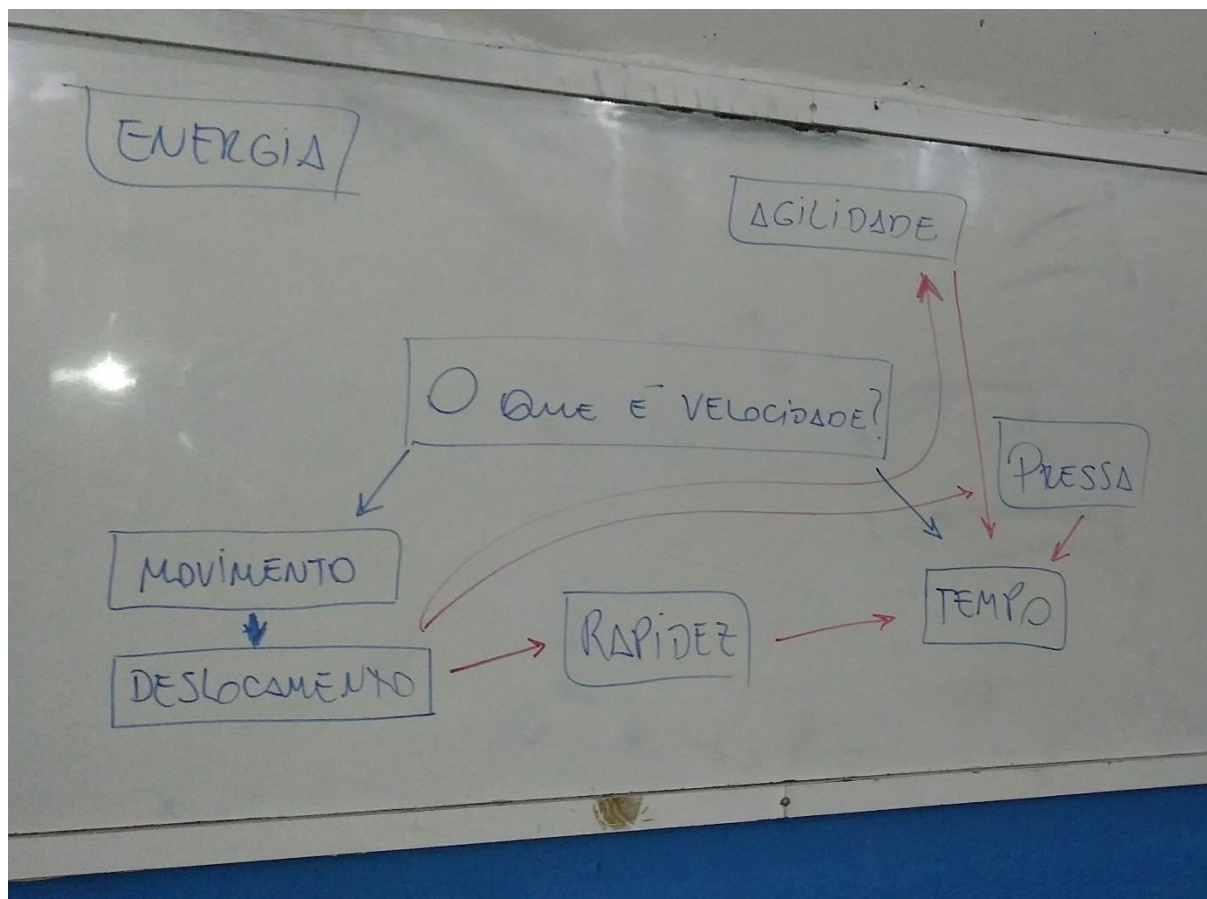 ENERGIA
AGILIDADE
O QUE É VELOCIDADE?
PRESSA
MOVIMENTO
TEMPO
RAPIDEZ
DESLOCAMENTO